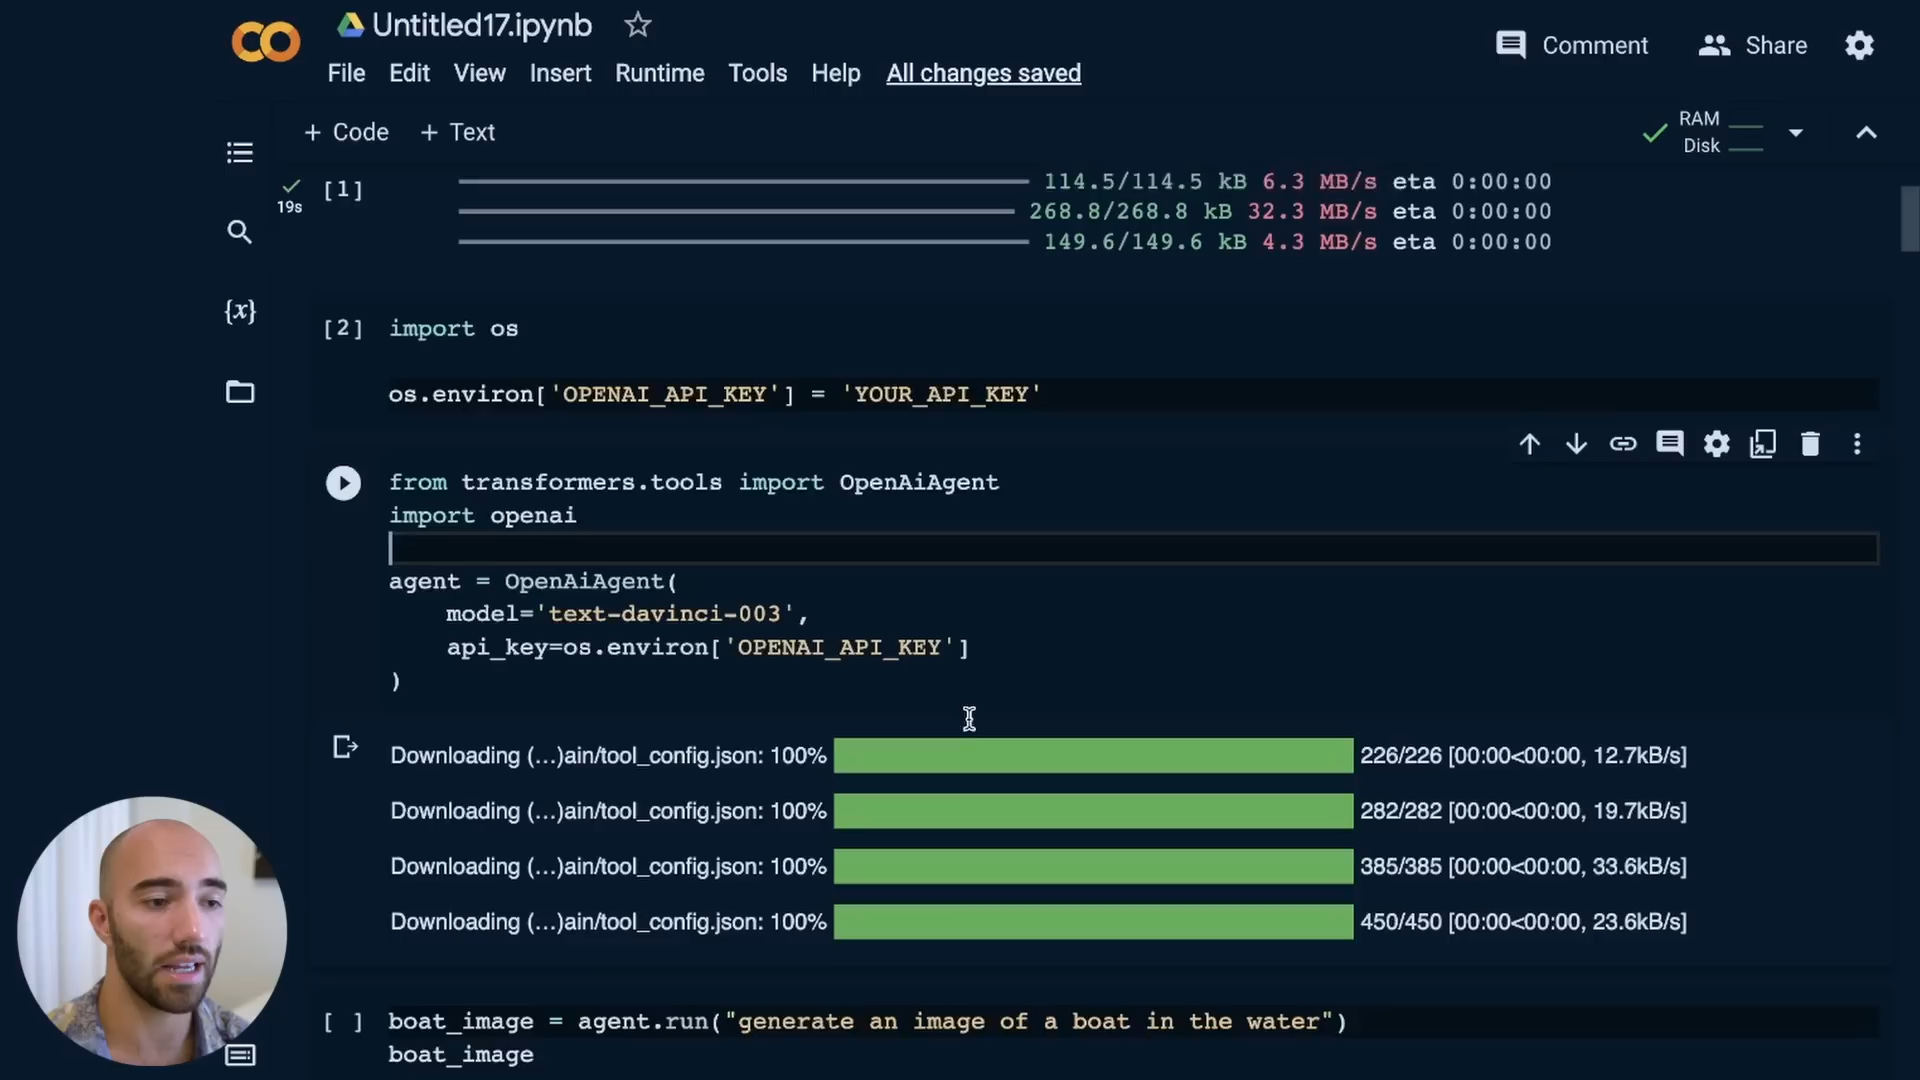 Untitled17.ipynb
Comment
Share
File Edit View Insert Runtime Tools Help All changes saved
+ Code + Text
RAM
Disk
19s
[1]
114.5/114.5 kB 6.3 MB/s eta 0:00:00
268.8/268.8 kB 32.3 MB/s eta 0:00:00
149.6/149.6 kB 4.3 MB/s eta 0:00:00
{x}
[2] import os
os.environ['OPENAI_API_KEY'] = 'YOUR_API_KEY'
from transformers.tools import OpenAiAgent
import openai
agent = OpenAiAgent(
model='text-davinci-003',
api_key=os.environ['OPENAI_API_KEY']
)
Downloading (…)ain/tool_config.json: 100% 226/226 [00:00<00:00, 12.7kB/s]
Downloading (…)ain/tool_config.json: 100% 282/282 [00:00<00:00, 19.7kB/s]
Downloading (…)ain/tool_config.json: 100% 385/385 [00:00<00:00, 33.6kB/s]
Downloading (…)ain/tool_config.json: 100% 450/450 [00:00<00:00, 23.6kB/s]
[ ] boat_image = agent.run("generate an image of a boat in the water")
boat_image